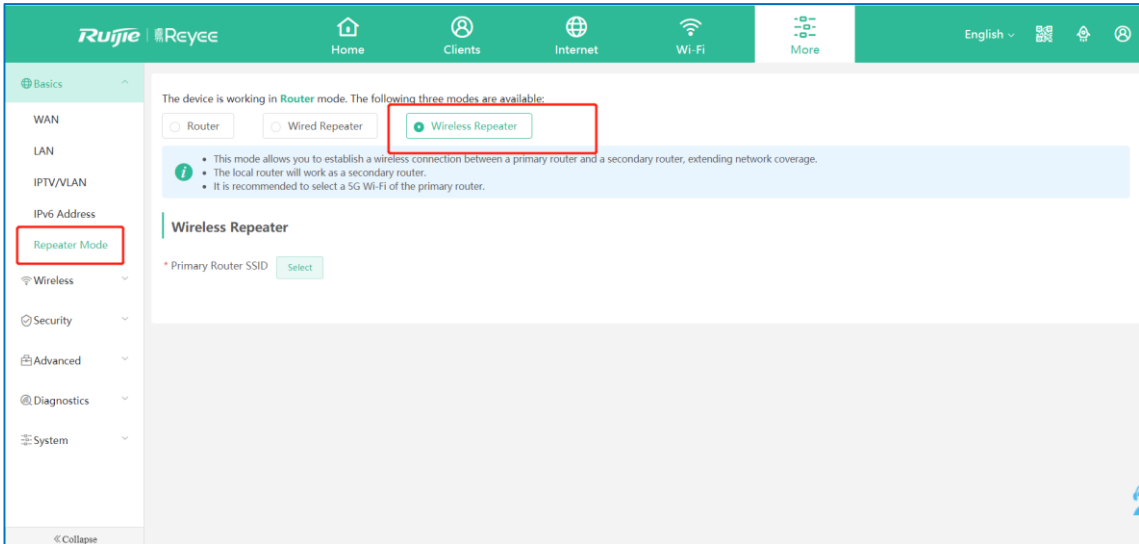 Ruijie Reyee
Home
Clients
Internet
Wi-Fi
More
English
Basics
WAN
LAN
IPTV/VLAN
IPv6 Address
Repeater Mode
Wireless
Security
Advanced
Diagnostics
System
«Collapse
The device is working in Router mode. The following three modes are available:
Router
Wired Repeater
Wireless Repeater
• This mode allows you to establish a wireless connection between a primary router and a secondary router, extending network coverage.
• The local router will work as a secondary router.
• It is recommended to select a 5G Wi-Fi of the primary router.
Wireless Repeater
* Primary Router SSID Select